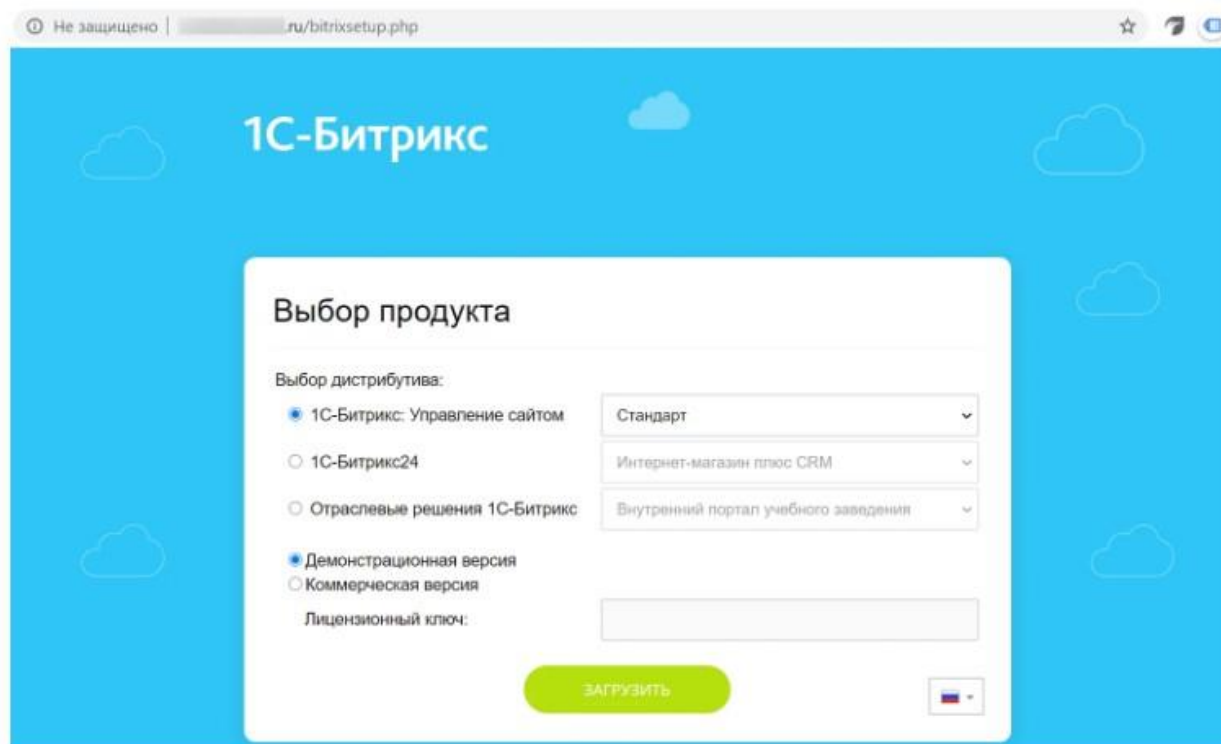 Не защищено | .ru/bitrixsetup.php
1С-Битрикс
Выбор продукта
Выбор дистрибутива:
1С-Битрикс: Управление сайтом Стандарт
1С-Битрикс24 Интернет-магазин плюс CRM
Отраслевые решения 1С-Битрикс Внутренний портал учебного заведения
Демонстрационная версия
Коммерческая версия
Лицензионный ключ:
ЗАГРУЗИТЬ